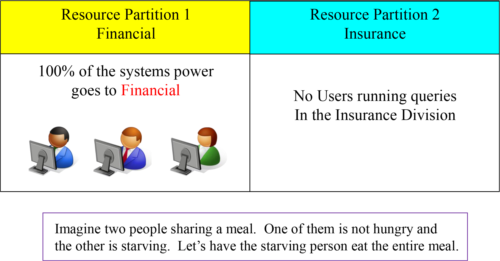 Resource Partition 1
Financial
Resource Partition 2
Insurance
100% of the systems power
goes to Financial
No Users running queries
In the Insurance Division
Imagine two people sharing a meal.  One of them is not hungry and
the other is starving.  Let’s have the starving person eat the entire meal.